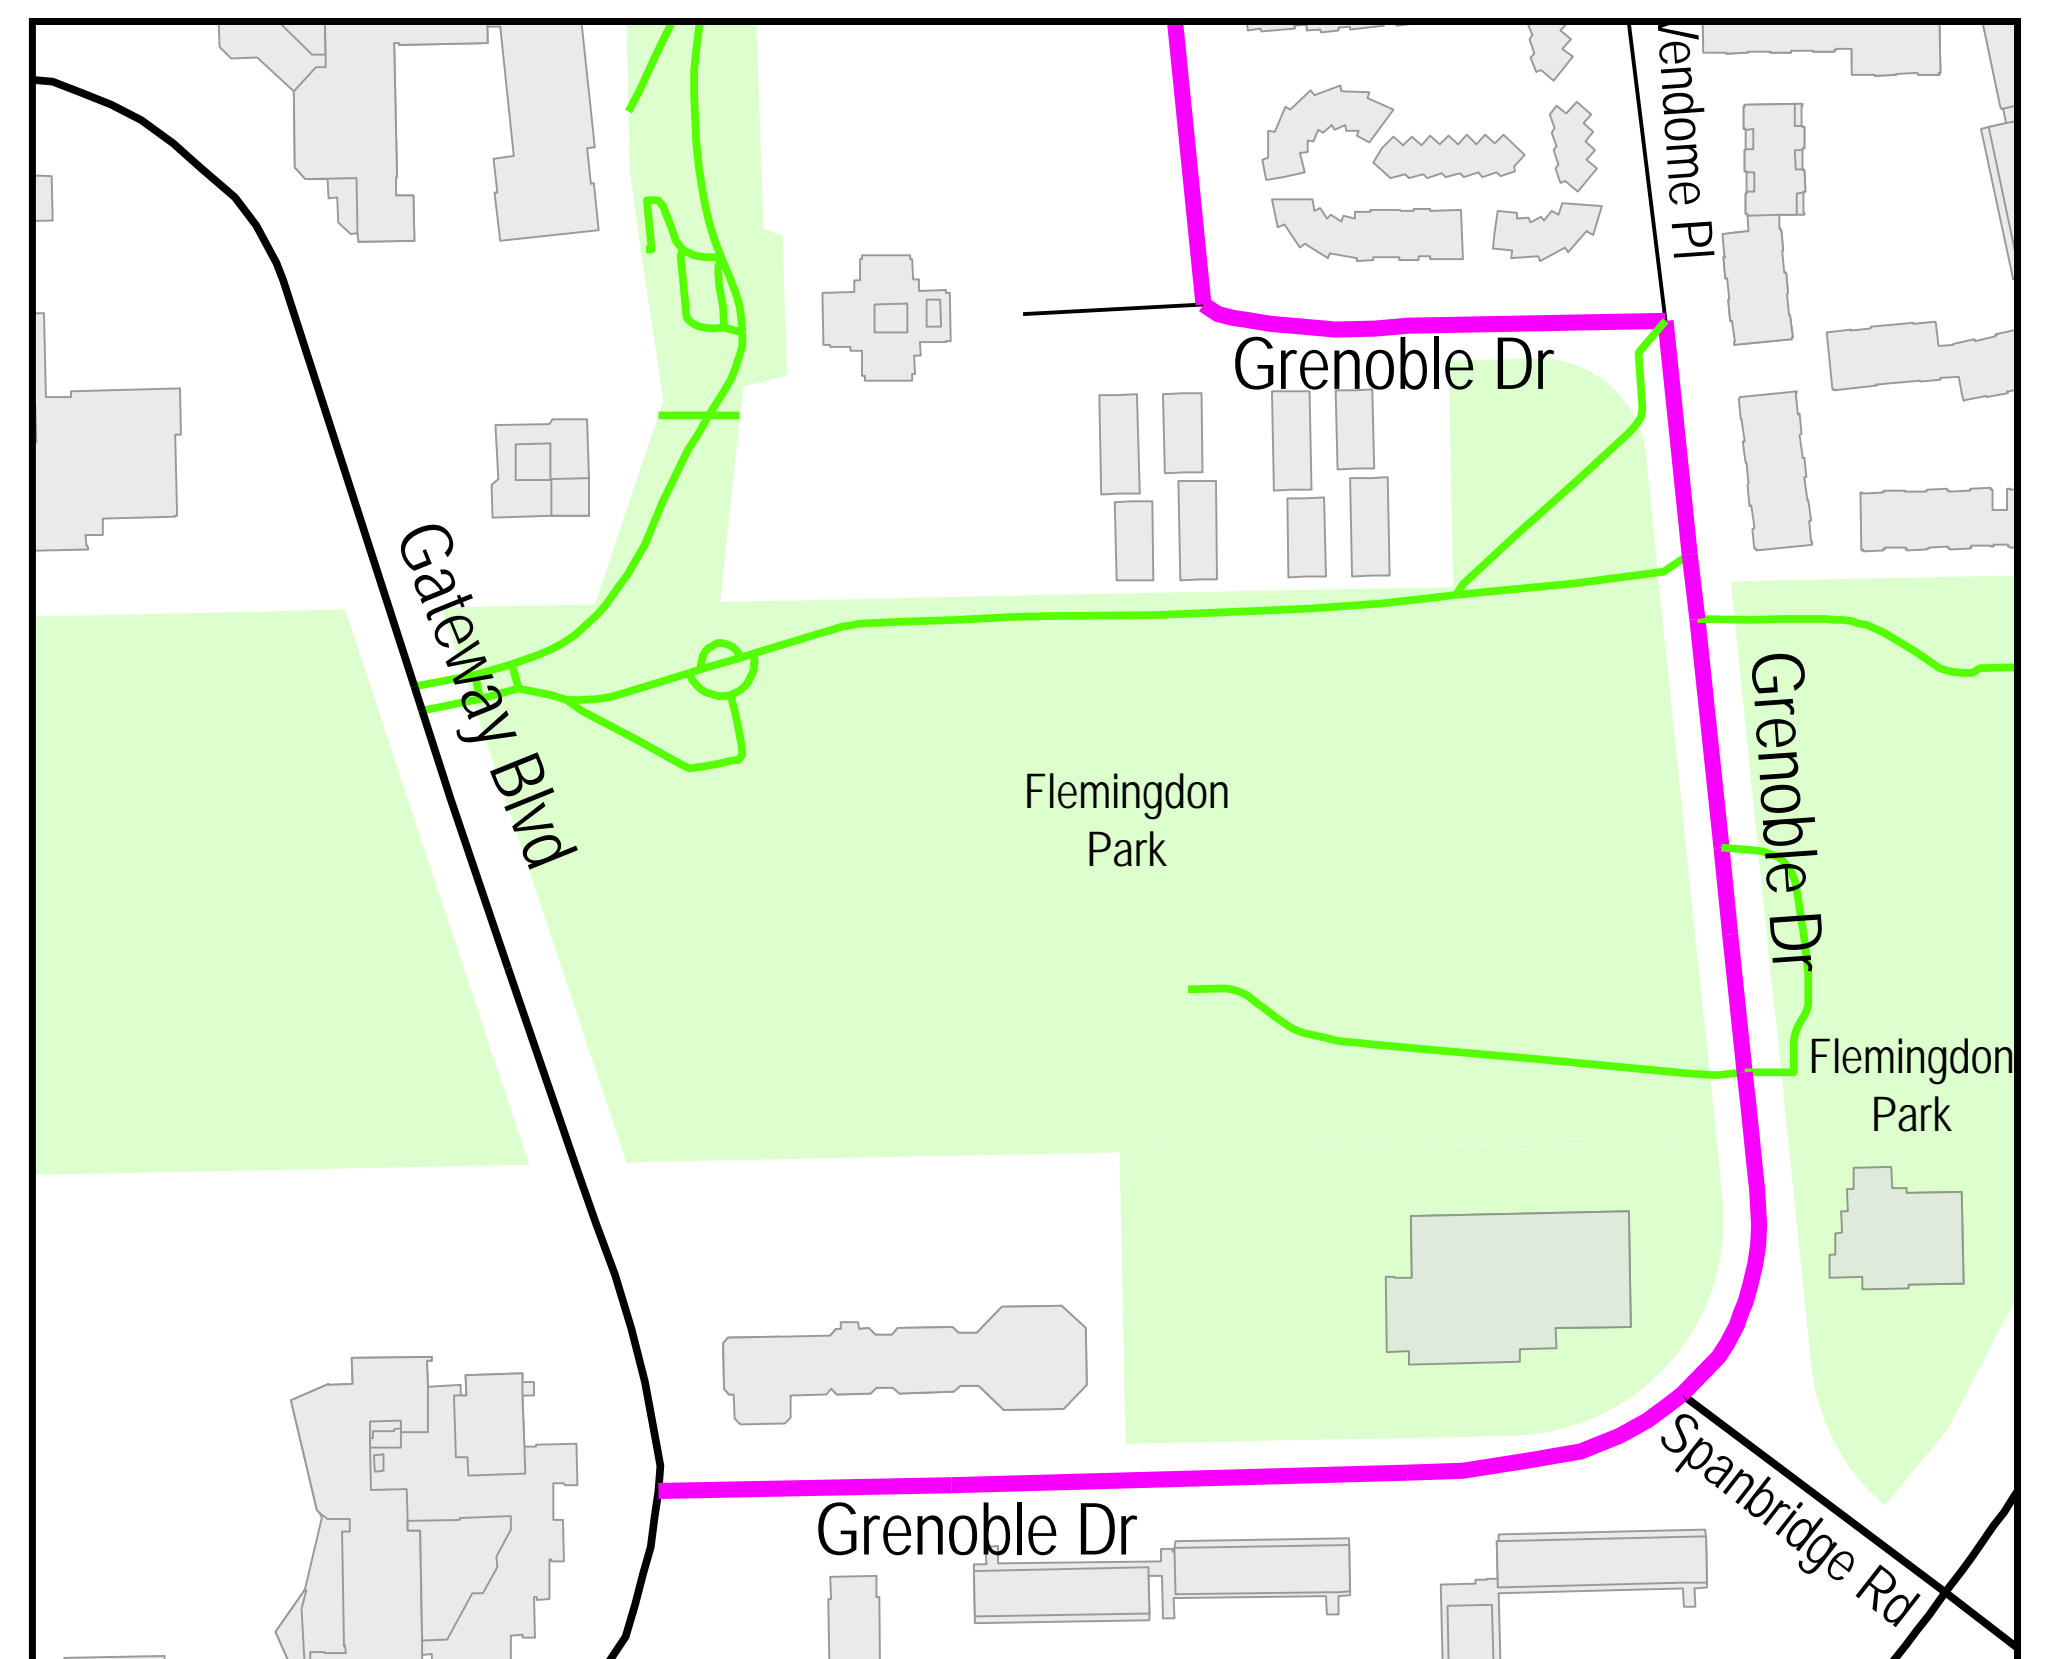 Vendome Pl
Grenoble Dr
Gateway Blvd
Grenoble Dr
Flemingdon
Park
Flemingdon
Park
Spanbridge Rd
Grenoble Dr